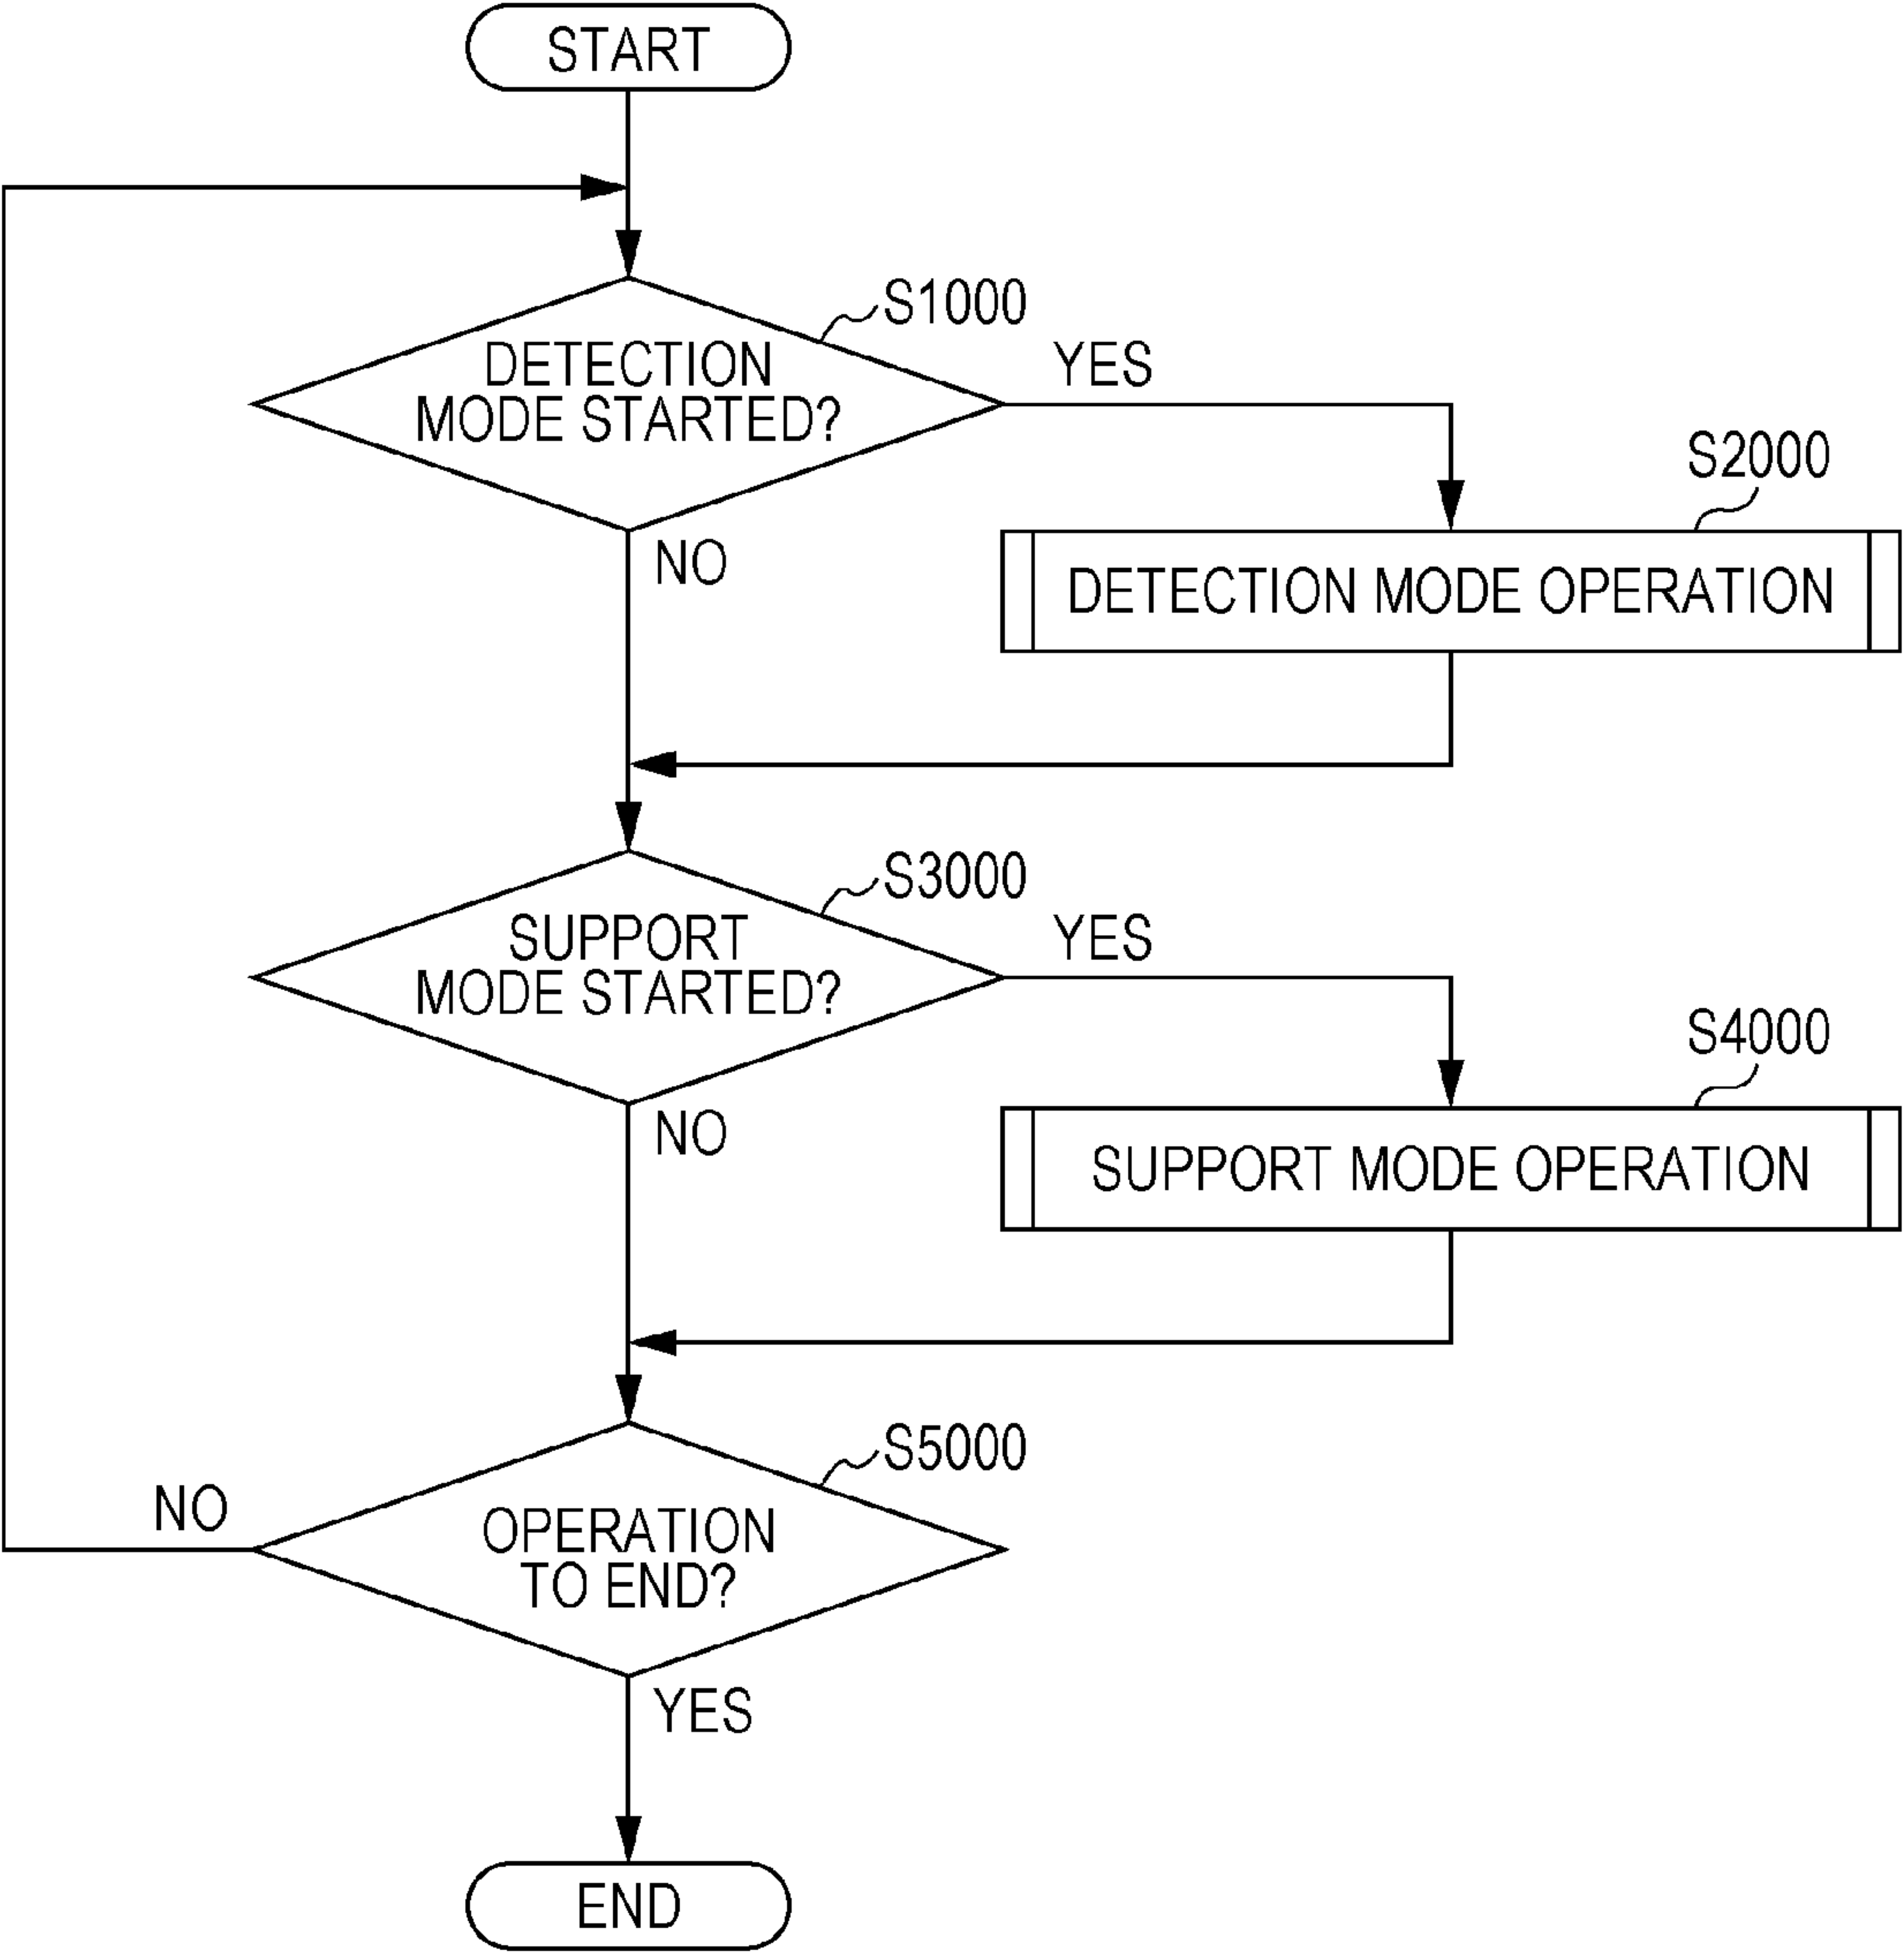 START
S1000
DETECTION
MODE STARTED?
YES
NO
S2000
DETECTION MODE OPERATION
S3000
SUPPORT
MODE STARTED?
YES
NO
S4000
SUPPORT MODE OPERATION
S5000
OPERATION
TO END?
NO
YES
END